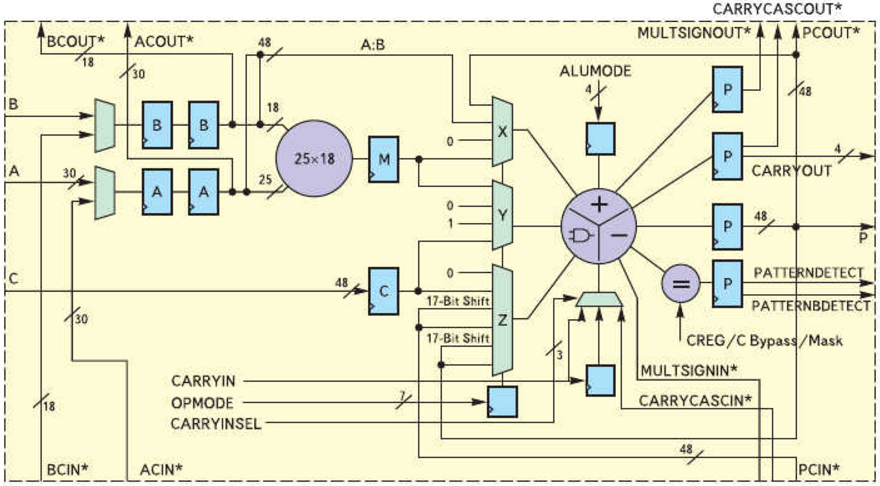 CARRYCASCOUT*
BCOUT* ACOUT* MULTSIGNOUT* PCOUT*
18 48 A:B
30 ALUMODE
4 48
B 18 0 P
B B X
25×18 M 4
A 30 P CARRYOUT
A A 25 0
1 Y + − 48 P
P
C 48 C 0 = P PATTERNDETECT
17-Bit Shift PATTERNBDETECT
30 Z
17-Bit Shift CREG/C Bypass/Mask
3
CARRYIN MULTSIGNIN*
18 OPMODE 7 CARRYCASCIN*
CARRYINSEL
48
BCIN* ACIN* PCIN*